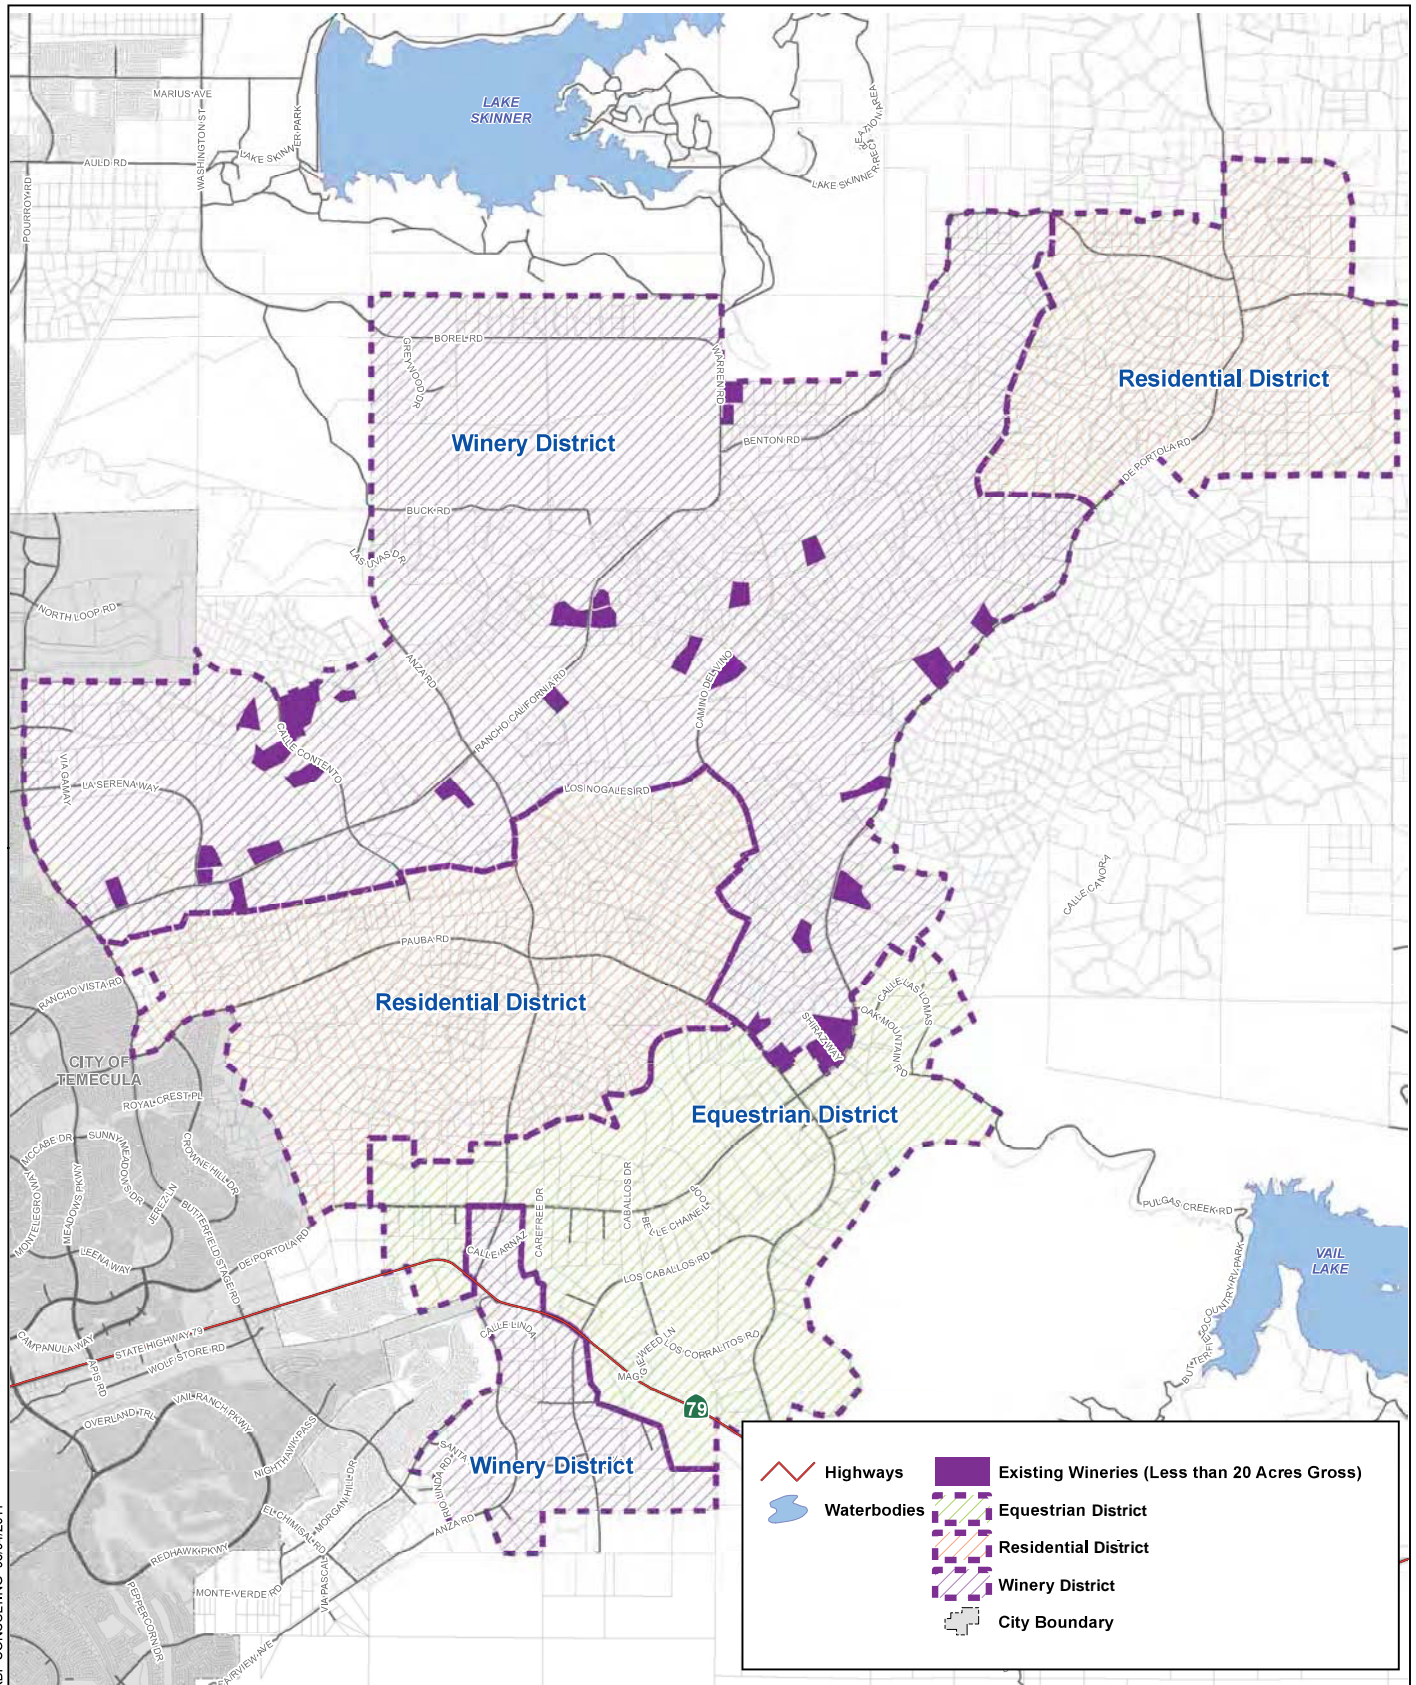 LAKE
SKINNER
MARIUS AVE
WASHINGTON ST
AULD RD
POURROY RD
LAKE SKINNER PARK
LAKE SKINNER RECREATION AREA
BOREL RD
GREYWOOD DR
WARREN RD
Residential District
Winery District
BENTON RD
DE PORTOLA RD
BUCK RD
LAS UVAS DR
NORTH LOOP RD
ANZA RD
RANCHO CALIFORNIA RD
CAMINO DEL VINO
CALLE CONTENTO
VIA GAMAY
LA SERENA WAY
LOS NOGALES RD
CALLE CANORA
PAUBA RD
RANCHO VISTA RD
Residential District
CALLE LAS LOMAS
OAK MOUNTAIN RD
SHIRAZ WAY
CITY OF
TEMECULA
ROYAL CREST PL
Equestrian District
MCCABE DR
SUNNY MEADOWS DR
CROWNE HILL DR
MEADOWS PKWY
MONTELEGRO WAY
JEREZ LN
BUTTERFIELD STAGE RD
LEENA WAY
DE PORTOLA RD
CABALLOS DR
BELLE CHAINE LOOP
CAREFREE DR
CALLE ARNAZ
LOS CABALLOS RD
PULGAS CREEK RD
VAIL
LAKE
BUTTERFIELD COUNTRY RV PARK
CAMPANULA WAY
STATE HIGHWAY 79
WOLF STORE RD
APIS RD
CALLE LINDA
LOS CORRALITOS RD
MAGGIE WEED LN
79
OVERLAND TRL
VAIL RANCH PKWY
NIGHTHAWK PASS
SANTA
RIO LINDA RD
Winery District
MORGAN HILL DR
EL CHIMISAL RD
ANZA RD
REDHAWK PKWY
MONTE VERDE RD
VIA PASCAL
PEPPERCORN DR
FAIRVIEW AVE
Highways
Waterbodies
Existing Wineries (Less than 20 Acres Gross)
Equestrian District
Residential District
Winery District
City Boundary